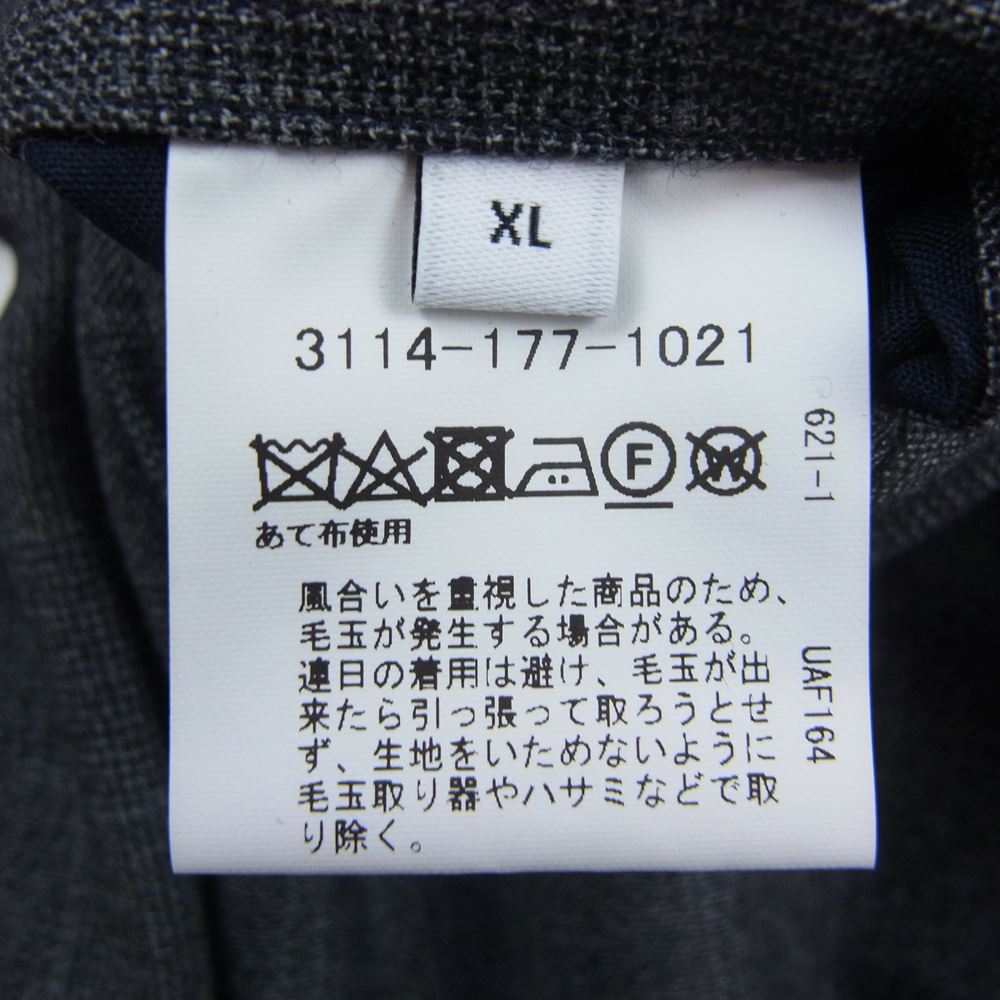 XL
3114-177-1021
F
W
あて布使用
621-1
風合いを重視した商品のため、
毛玉が発生する場合がある。
連日の着用は避け、毛玉が出
来たら引っ張って取ろうとせ
ず、生地をいためないように
毛玉取り器やハサミなどで取
り除く。
UAF164